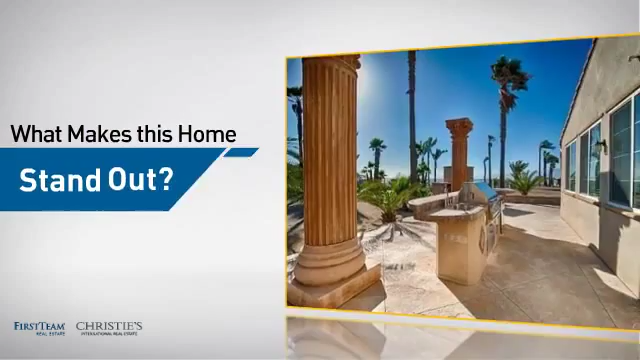 What Makes this Home
Stand Out?
FIRST TEAM CHRISTIE'S
REAL ESTATE INTERNATIONAL REAL ESTATE